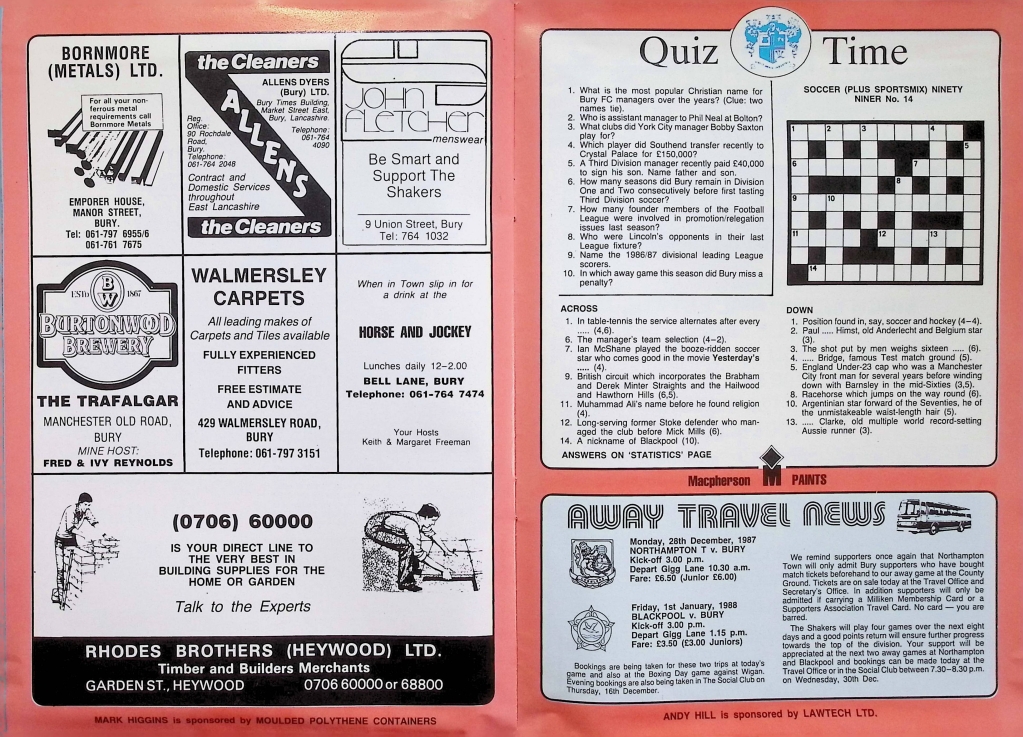 BORNMORE
(METALS) LTD.
For all your non-
ferrous metal
requirements call
Bornmore Metals
EMPORER HOUSE,
MANOR STREET,
BURY.
Tel: 061-797 6955/6
061-761 7675
the Cleaners
ALLENS DYERS
(Bury) LTD.
Bury Times Building,
Market Street East,
Bury, Lancashire.
Telephone:
061-764
4090
ALLENS
Reg.
Office:
90 Rochdale
Road,
Bury.
Telephone:
061-764 2048
Contract and
Domestic Services
throughout
East Lancashire
the Cleaners
JOHN
FLETCHER
menswear
Be Smart and
Support The
Shakers
9 Union Street, Bury
Tel: 764 1032
B
W
ESTD 1867
BURTONWOOD
BREWERY
THE TRAFALGAR
MANCHESTER OLD ROAD,
BURY
MINE HOST:
FRED & IVY REYNOLDS
WALMERSLEY
CARPETS
All leading makes of
Carpets and Tiles available
FULLY EXPERIENCED
FITTERS
FREE ESTIMATE
AND ADVICE
429 WALMERSLEY ROAD,
BURY
Telephone: 061-797 3151
When in Town slip in for
a drink at the
HORSE AND JOCKEY
Lunches daily 12–2.00
BELL LANE, BURY
Telephone: 061-764 7474
Your Hosts
Keith & Margaret Freeman
(0706) 60000
IS YOUR DIRECT LINE TO
THE VERY BEST IN
BUILDING SUPPLIES FOR THE
HOME OR GARDEN
Talk to the Experts
RHODES BROTHERS (HEYWOOD) LTD.
Timber and Builders Merchants
GARDEN ST., HEYWOOD 0706 60000 or 68800
MARK HIGGINS is sponsored by MOULDED POLYTHENE CONTAINERS
Quiz Time
1. What is the most popular Christian name for
Bury FC managers over the years? (Clue: two
names tie).
2. Who is assistant manager to Phil Neal at Bolton?
3. What clubs did York City manager Bobby Saxton
play for?
4. Which player did Southend transfer recently to
Crystal Palace for £150,000?
5. A Third Division manager recently paid £40,000
to sign his son. Name father and son.
6. How many seasons did Bury remain in Division
One and Two consecutively before first tasting
Third Division soccer?
7. How many founder members of the Football
League were involved in promotion/relegation
issues last season?
8. Who were Lincoln's opponents in their last
League fixture?
9. Name the 1986/87 divisional leading League
scorers.
10. In which away game this season did Bury miss a
penalty?
SOCCER (PLUS SPORTSMIX) NINETY
NINER No. 14
1 2 3 4
5
6 7
8
9 10
11 12 13
14
ACROSS
1. In table-tennis the service alternates after every
..... (4,6).
6. The manager's team selection (4–2).
7. Ian McShane played the booze-ridden soccer
star who comes good in the movie Yesterday's
..... (4).
9. British circuit which incorporates the Brabham
and Derek Minter Straights and the Hailwood
and Hawthorn Hills (6,5).
11. Muhammad Ali's name before he found religion
(4).
12. Long-serving former Stoke defender who man-
aged the club before Mick Mills (6).
14. A nickname of Blackpool (10).
ANSWERS ON 'STATISTICS' PAGE
DOWN
1. Position found in, say, soccer and hockey (4–4).
2. Paul ..... Himst, old Anderlecht and Belgium star
(3).
3. The shot put by men weighs sixteen ..... (6).
4. ..... Bridge, famous Test match ground (5).
5. England Under-23 cap who was a Manchester
City front man for several years before winding
down with Barnsley in the mid-Sixties (3,5).
8. Racehorse which jumps on the way round (6).
10. Argentinian star forward of the Seventies, he of
the unmistakeable waist-length hair (5).
13. ..... Clarke, old multiple world record-setting
Aussie runner (3).
Macpherson M PAINTS
AWAY TRAVEL NEWS
Monday, 28th December, 1987
NORTHAMPTON T v. BURY
Kick-off 3.00 p.m.
Depart Gigg Lane 10.30 a.m.
Fare: £6.50 (Junior £6.00)
Friday, 1st January, 1988
BLACKPOOL v. BURY
Kick-off 3.00 p.m.
Depart Gigg Lane 1.15 p.m.
Fare: £3.50 (£3.00 Juniors)
Bookings are being taken for these two trips at today's
game and also at the Boxing Day game against Wigan.
Evening bookings are also being taken in The Social Club on
Thursday, 16th December.
We remind supporters once again that Northampton
Town will only admit Bury supporters who have bought
match tickets beforehand to our away game at the County
Ground. Tickets are on sale today at the Travel Office and
Secretary's Office. In addition supporters will only be
admitted if carrying a Milliken Membership Card or a
Supporters Association Travel Card. No card — you are
barred.
The Shakers will play four games over the next eight
days and a good points return will ensure further progress
towards the top of the division. Your support will be
appreciated at the next two away games at Northampton
and Blackpool and bookings can be made today at the
Travel Office or in the Social Club between 7.30–8.30 p.m.
on Wednesday, 30th Dec.
ANDY HILL is sponsored by LAWTECH LTD.